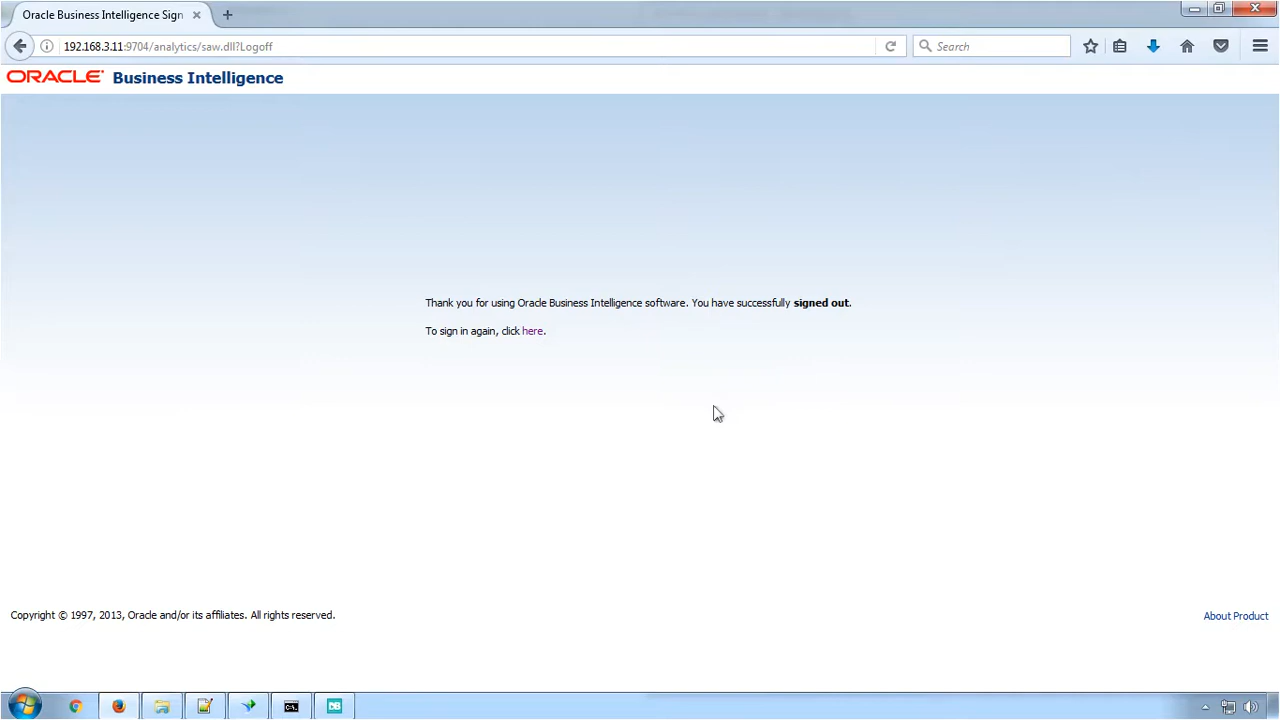 Oracle Business Intelligence Sign
192.168.3.11:9704/analytics/saw.dll?Logoff
Search
ORACLE Business Intelligence
Thank you for using Oracle Business Intelligence software. You have successfully signed out.
To sign in again, click here.
Copyright © 1997, 2013, Oracle and/or its affiliates. All rights reserved.
About Product